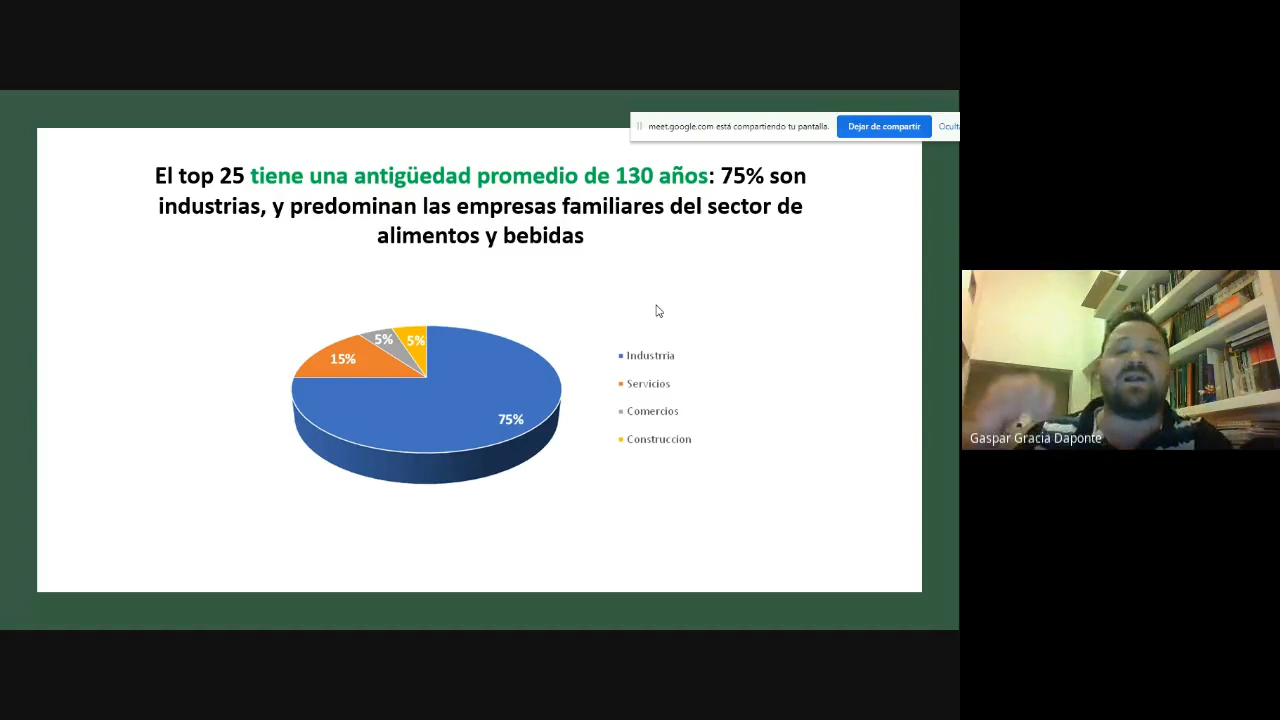 meet.google.com está compartiendo tu pantalla.
Dejar de compartir
El top 25 tiene una antigüedad promedio de 130 años: 75% son
industrias, y predominan las empresas familiares del sector de
alimentos y bebidas
5%
5%
15%
75%
Industrria
Servicios
Comercios
Construccion
Gaspar Gracia Daponte